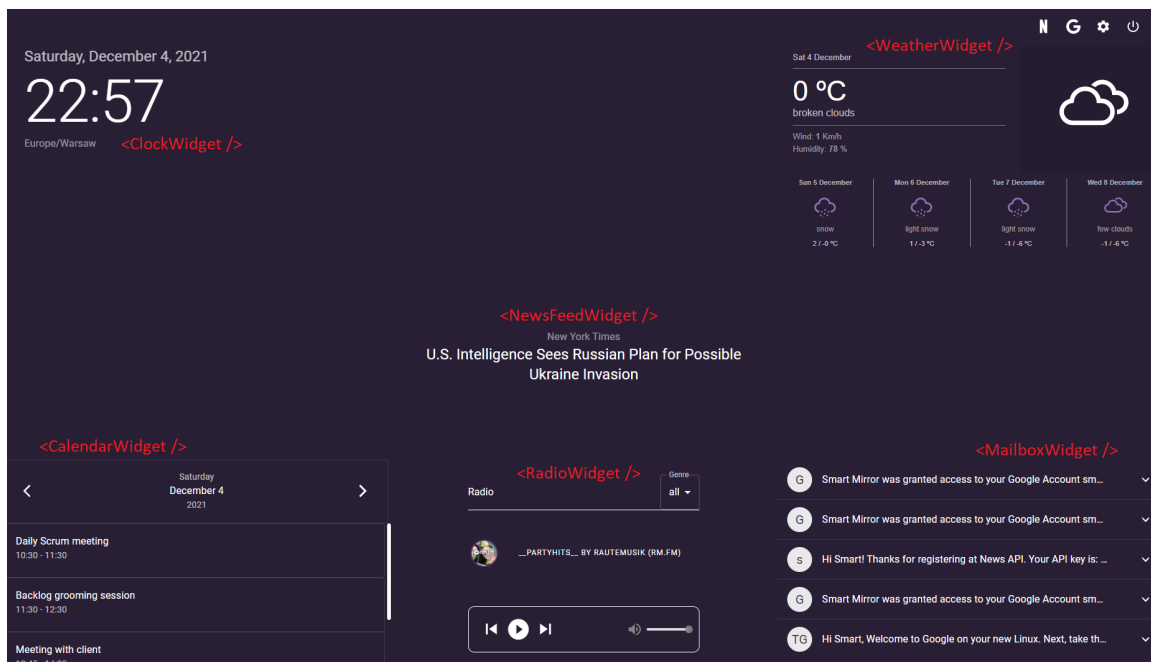 N G
Saturday, December 4, 2021
22:57
Europe/Warsaw
<ClockWidget />
<WeatherWidget />
Sat 4 December
0 ºC
broken clouds
Wind: 1 Km/h
Humidity: 78 %
Sun 5 December
snow
2 / -0 ºC
Mon 6 December
light snow
1 / -3 ºC
Tue 7 December
light snow
-1 / -6 ºC
Wed 8 December
few clouds
-1 / -6 ºC
<NewsFeedWidget />
New York Times
U.S. Intelligence Sees Russian Plan for Possible
Ukraine Invasion
<CalendarWidget />
Saturday
December 4
2021
Daily Scrum meeting
10:30 - 11:30
Backlog grooming session
11:30 - 12:30
Meeting with client
<RadioWidget />
Radio
Genre
all
__PARTYHITS__ BY RAUTEMUSIK (RM.FM)
<MailboxWidget />
G Smart Mirror was granted access to your Google Account sm...
G Smart Mirror was granted access to your Google Account sm...
s Hi Smart! Thanks for registering at News API. Your API key is: ...
G Smart Mirror was granted access to your Google Account sm...
TG Hi Smart, Welcome to Google on your new Linux. Next, take th...